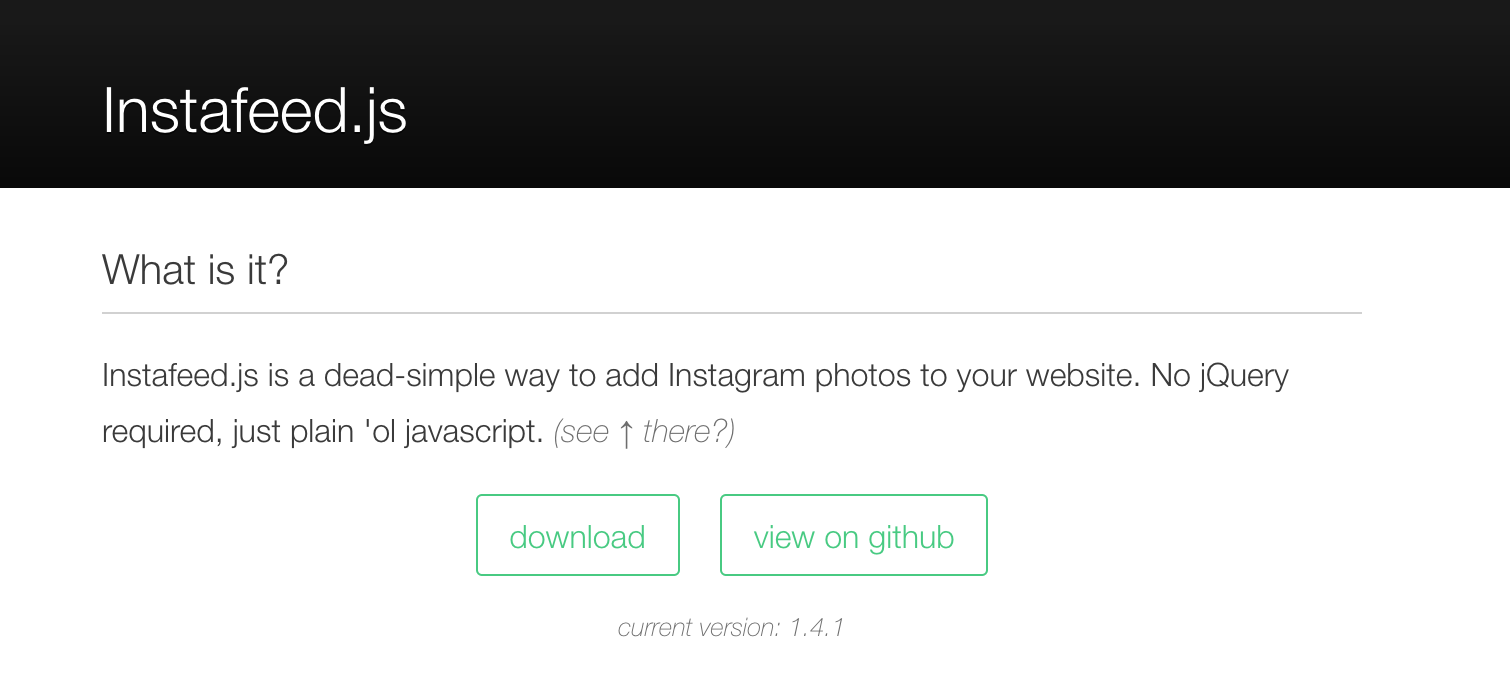 Instafeed.js
What is it?
Instafeed.js is a dead-simple way to add Instagram photos to your website. No jQuery
required, just plain 'ol javascript. (see ↑ there?)
download view on github
current version: 1.4.1